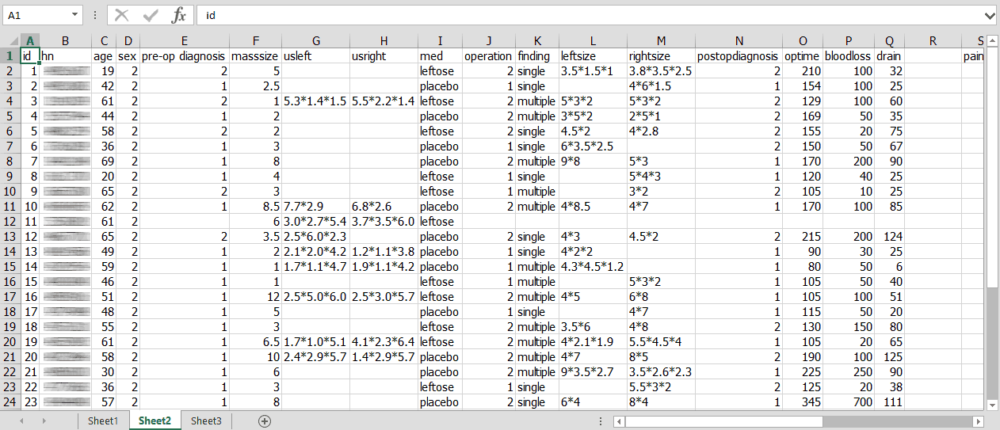 A1 fx id
A B C D E F G H I J K L M N O P Q R S
1 id hn age sex pre-op diagnosis masssize usleft usright med operation finding leftsize rightsize postopdiagnosis optime bloodloss drain pain
2 1 19 2 2 5 leftose 2 single 3.5*1.5*1 3.8*3.5*2.5 2 210 100 32
3 2 42 2 1 2.5 placebo 1 single 4*6*1.5 1 154 100 25
4 3 61 2 2 1 5.3*1.4*1.5 5.5*2.2*1.4 leftose 2 multiple 5*3*2 5*3*2 2 129 100 60
5 4 44 2 1 2 placebo 2 multiple 3*5*2 2*5*1 2 169 50 35
6 5 58 2 2 2 leftose 2 single 4.5*2 4*2.8 2 155 20 75
7 6 36 2 1 3 placebo 1 single 6*3.5*2.5 2 150 50 67
8 7 69 2 1 8 placebo 2 multiple 9*8 5*3 2 170 200 90
9 8 20 2 1 4 leftose 1 single 5*4*3 1 120 40 25
10 9 65 2 2 3 leftose 1 multiple 3*2 2 105 10 25
11 10 62 2 1 8.5 7.7*2.9 6.8*2.6 placebo 2 multiple 4*8.5 4*7 1 170 100 85
12 11 61 2 6 3.0*2.7*5.4 3.7*3.5*6.0 leftose
13 12 65 2 2 3.5 2.5*6.0*2.3 placebo 2 single 4*3 4.5*2 2 215 200 124
14 13 49 2 1 2 2.1*2.0*4.2 1.2*1.1*3.8 placebo 1 single 4*2*2 1 90 30 25
15 14 59 2 1 1 1.7*1.1*4.7 1.9*1.1*4.2 placebo 1 multiple 4.3*4.5*1.2 1 80 50 6
16 15 46 2 1 1 leftose 1 multiple 5*3*2 1 105 50 40
17 16 51 2 1 12 2.5*5.0*6.0 2.5*3.0*5.7 leftose 2 multiple 4*5 6*8 1 105 100 51
18 17 48 2 1 5 placebo 1 single 4*7 1 115 50 20
19 18 55 2 1 3 leftose 2 multiple 3.5*6 4*8 2 130 150 80
20 19 61 2 1 6.5 1.7*1.0*5.1 4.1*2.3*6.4 leftose 2 multiple 4*2.1*1.9 5.5*4.5*4 1 105 20 65
21 20 58 2 1 10 2.4*2.9*5.7 1.4*2.9*5.7 placebo 2 multiple 4*7 8*5 2 190 100 125
22 21 30 2 1 6 placebo 2 multiple 9*3.5*2.7 3.5*2.6*2.3 1 225 250 90
23 22 36 2 1 3 leftose 1 single 5.5*3*2 2 125 20 38
24 23 57 2 1 8 placebo 2 single 6*4 8*4 1 345 700 111
Sheet1 Sheet2 Sheet3